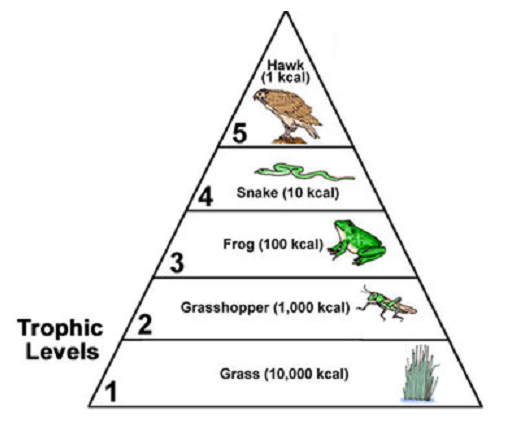 Hawk
(1 kcal)
5
4
Snake (10 kcal)
Frog (100 kcal)
3
Grasshopper (1,000 kcal)
2
Trophic
Levels
Grass (10,000 kcal)
1